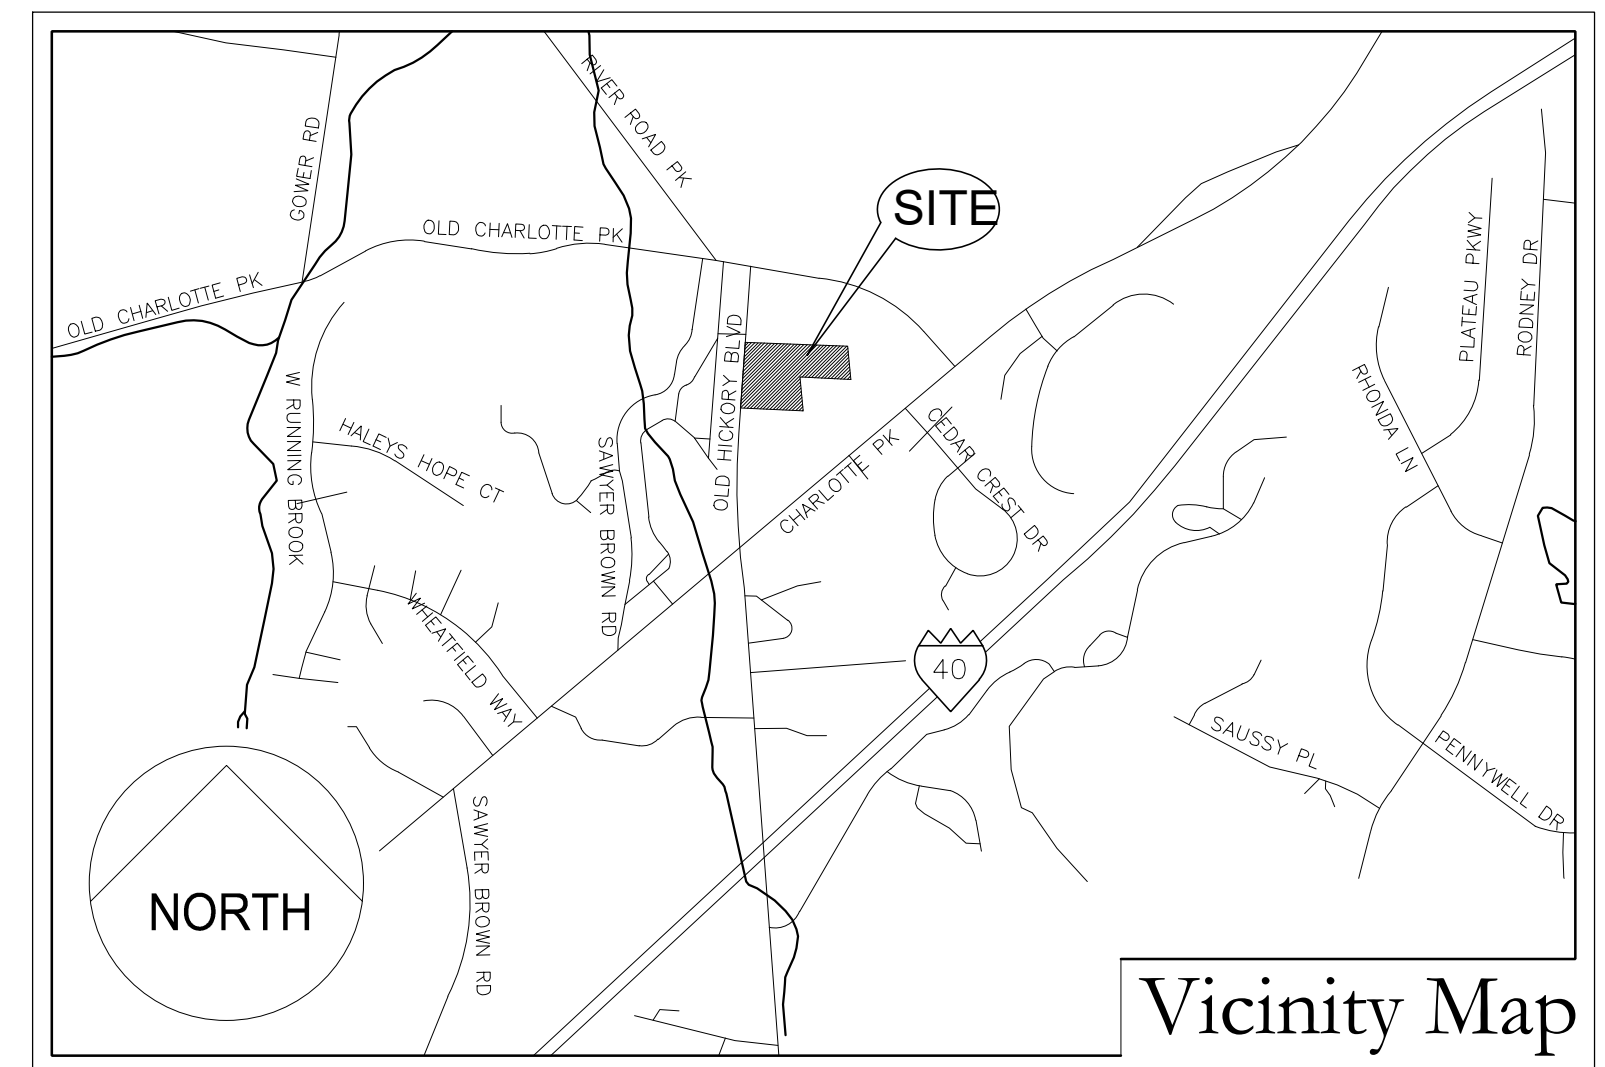 RIVER ROAD PK
GOWER RD
SITE
OLD CHARLOTTE PK
OLD CHARLOTTE PK
PLATEAU PKWY
RODNEY DR
OLD HICKORY BLVD
W RUNNING BROOK
HALEYS HOPE CT
RHONDA LN
CEDAR CREST DR
CHARLOTTE PK
SAWYER BROWN RD
WHEATFIELD WAY
40
SAUSSY PL
PENNYWELL DR
SAWYER BROWN RD
NORTH
Vicinity Map